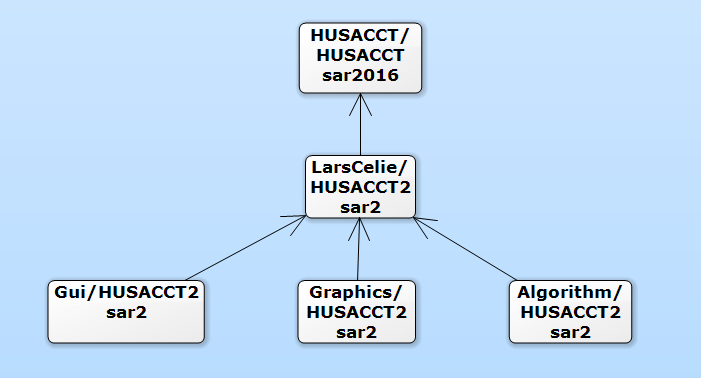 HUSACCT/
HUSACCT
sar2016
LarsCelie/
HUSACCT2
sar2
Gui/HUSACCT2
sar2
Graphics/
HUSACCT2
sar2
Algorithm/
HUSACCT2
sar2